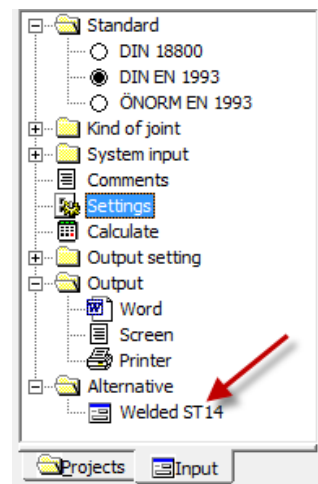 Standard
DIN 18800
DIN EN 1993
ÖNORM EN 1993
Kind of joint
System input
Comments
Settings
Calculate
Output setting
Output
Word
Screen
Printer
Alternative
Welded ST14
Projects Input